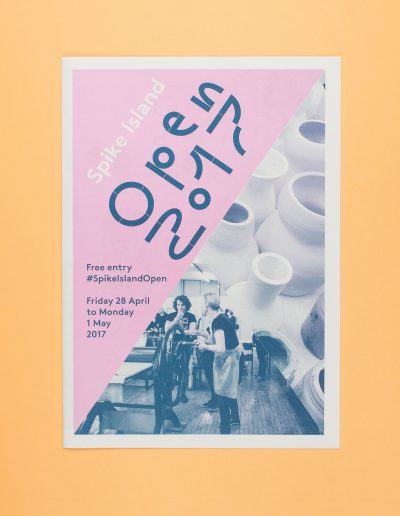 Spike Island
Open
2017
Free entry
#SpikeIslandOpen
Friday 28 April
to Monday
1 May
2017